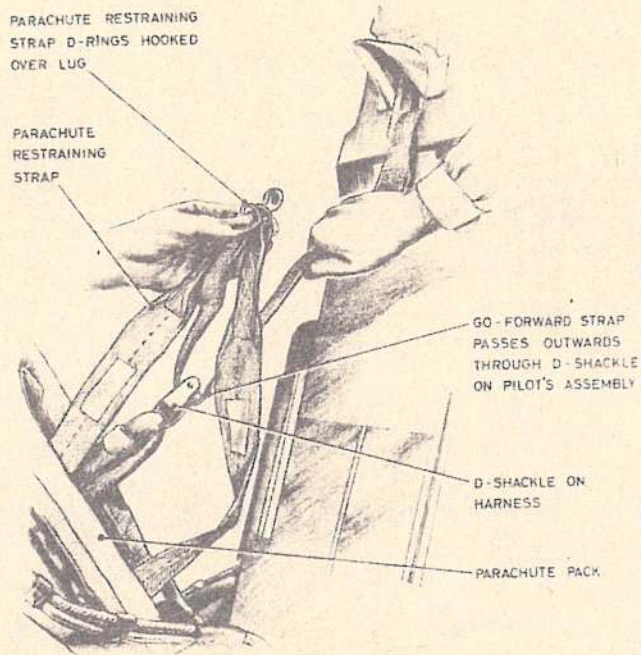 PARACHUTE RESTRAINING
STRAP D-RINGS HOOKED
OVER LUG
PARACHUTE
RESTRAINING
STRAP
GO-FORWARD STRAP
PASSES OUTWARDS
THROUGH D-SHACKLE
ON PILOT'S ASSEMBLY
D-SHACKLE ON
HARNESS
PARACHUTE PACK